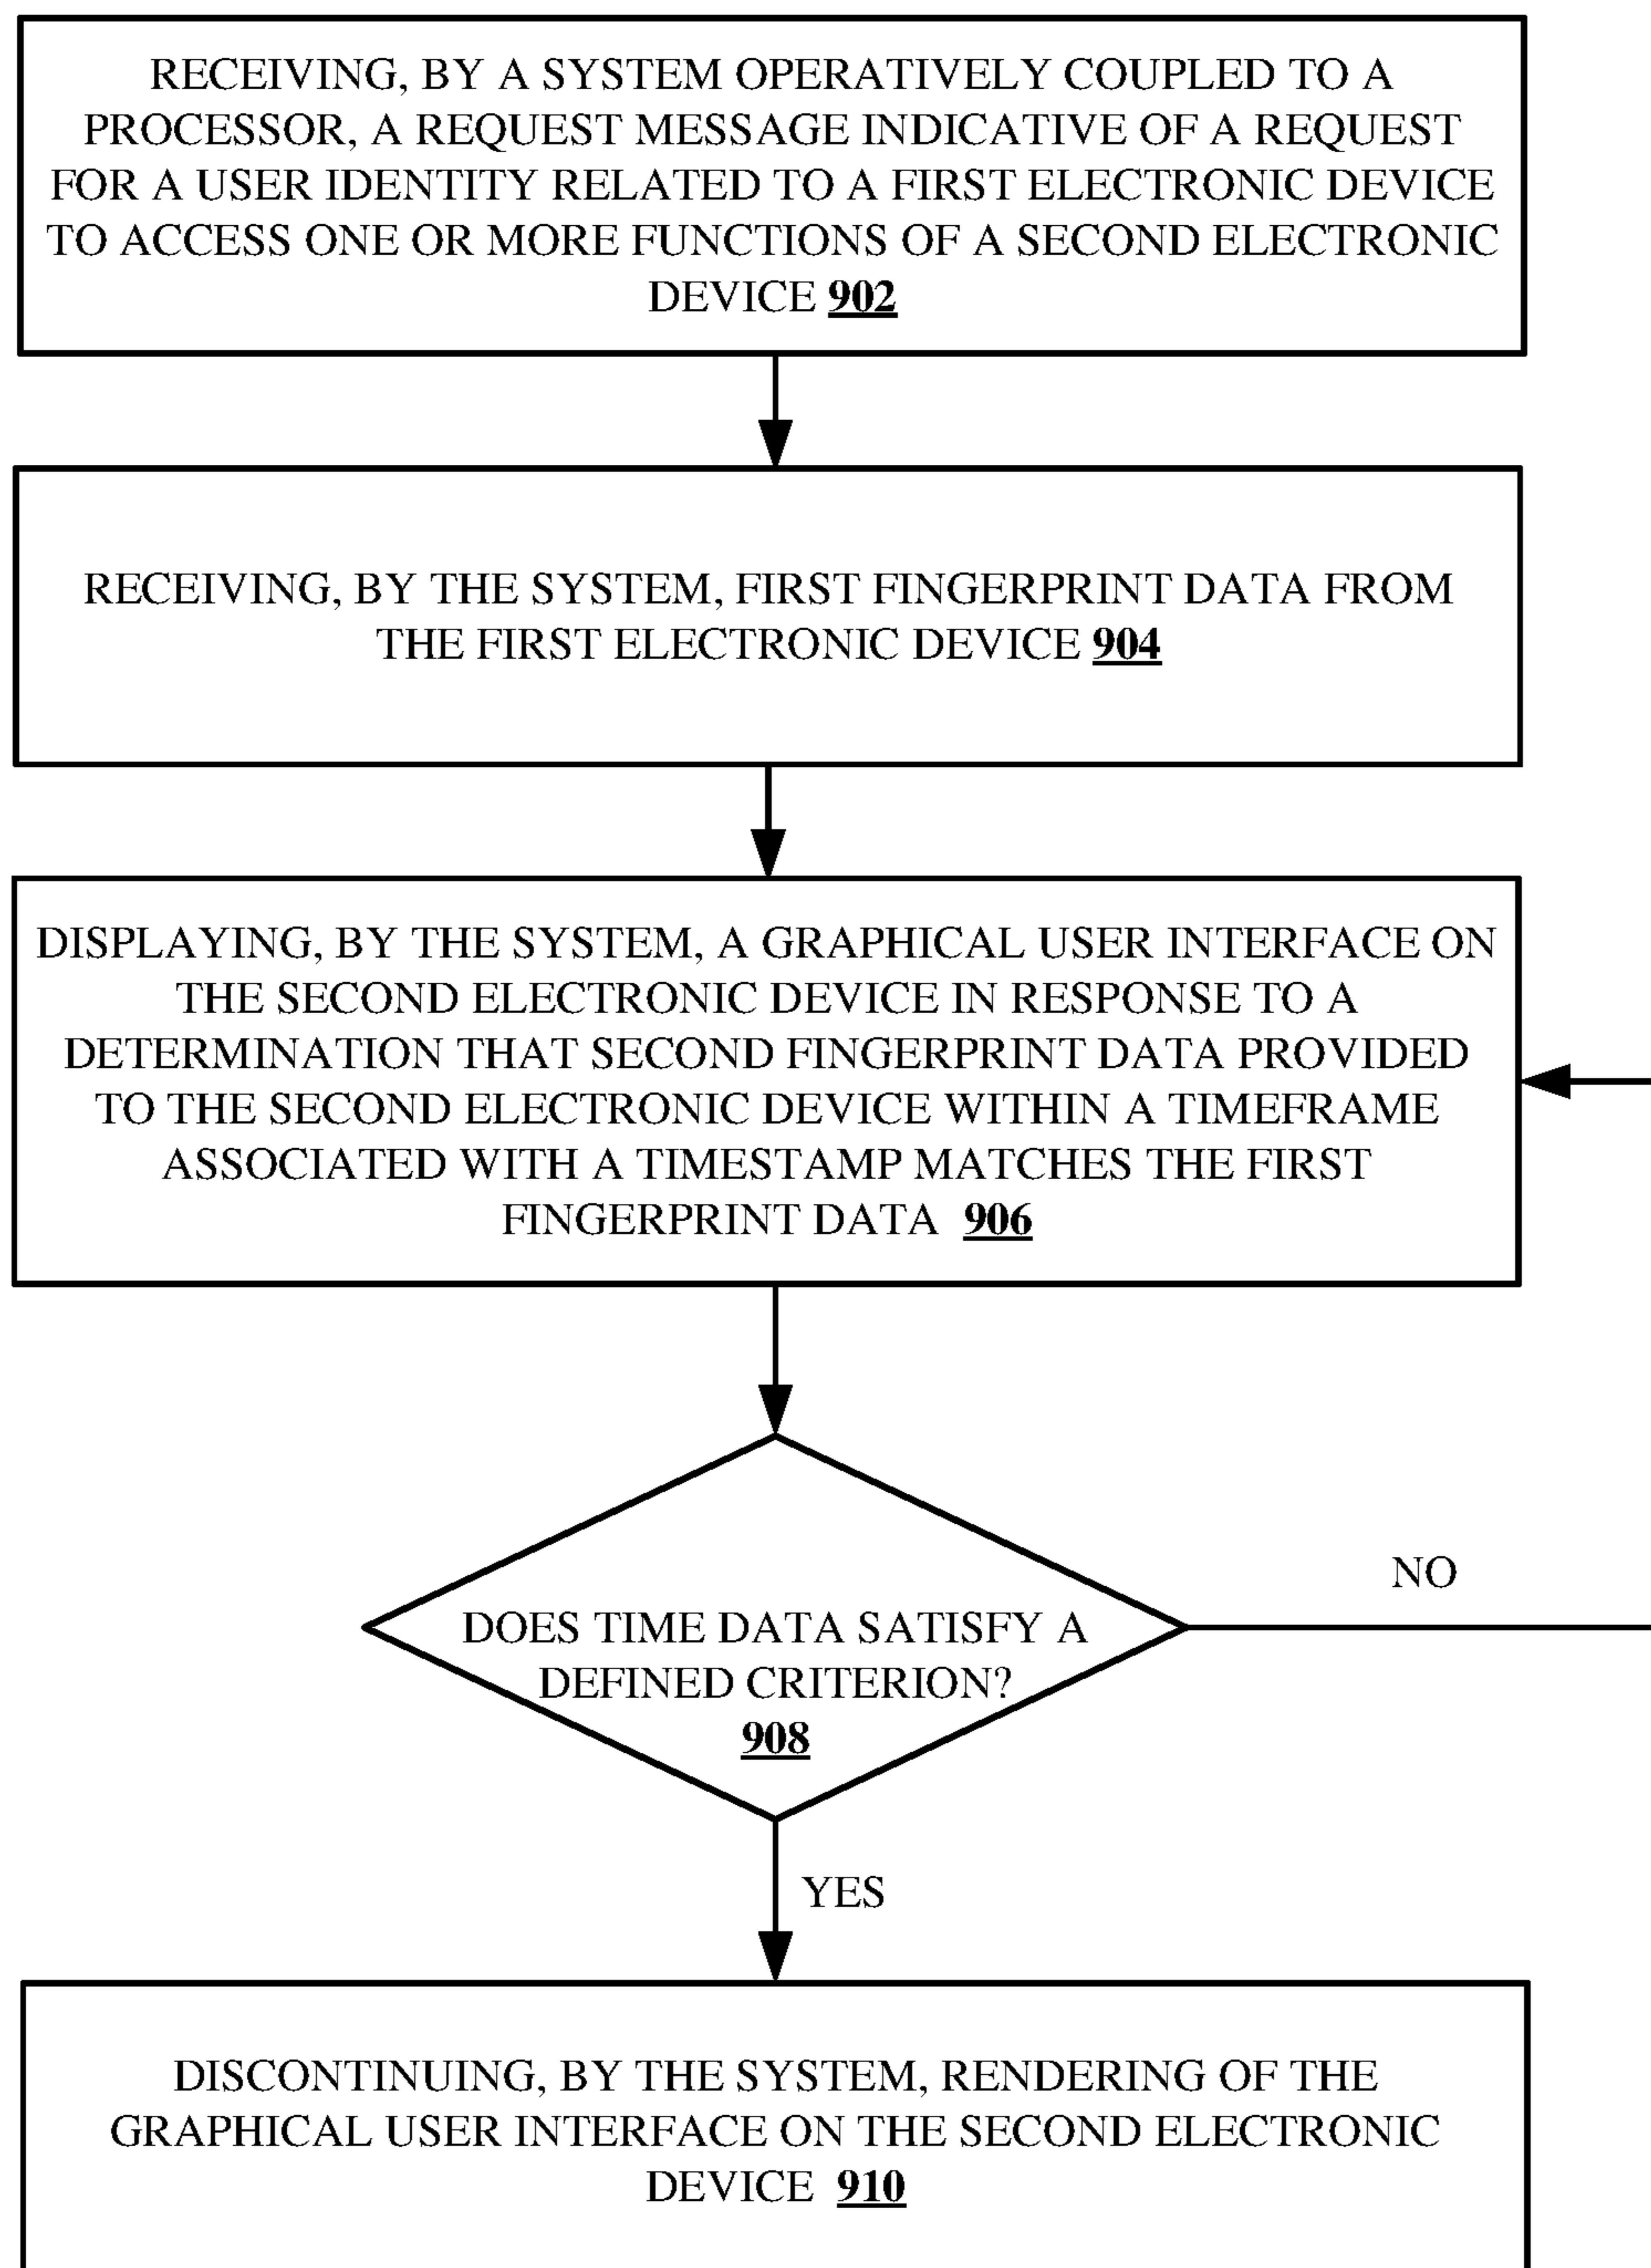 RECEIVING, BY A SYSTEM OPERATIVELY COUPLED TO A
PROCESSOR, A REQUEST MESSAGE INDICATIVE OF A REQUEST
FOR A USER IDENTITY RELATED TO A FIRST ELECTRONIC DEVICE
TO ACCESS ONE OR MORE FUNCTIONS OF A SECOND ELECTRONIC
DEVICE 902
RECEIVING, BY THE SYSTEM, FIRST FINGERPRINT DATA FROM
THE FIRST ELECTRONIC DEVICE 904
DISPLAYING, BY THE SYSTEM, A GRAPHICAL USER INTERFACE ON
THE SECOND ELECTRONIC DEVICE IN RESPONSE TO A
DETERMINATION THAT SECOND FINGERPRINT DATA PROVIDED
TO THE SECOND ELECTRONIC DEVICE WITHIN A TIMEFRAME
ASSOCIATED WITH A TIMESTAMP MATCHES THE FIRST
FINGERPRINT DATA 906
NO
DOES TIME DATA SATISFY A
DEFINED CRITERION?
908
YES
DISCONTINUING, BY THE SYSTEM, RENDERING OF THE
GRAPHICAL USER INTERFACE ON THE SECOND ELECTRONIC
DEVICE 910